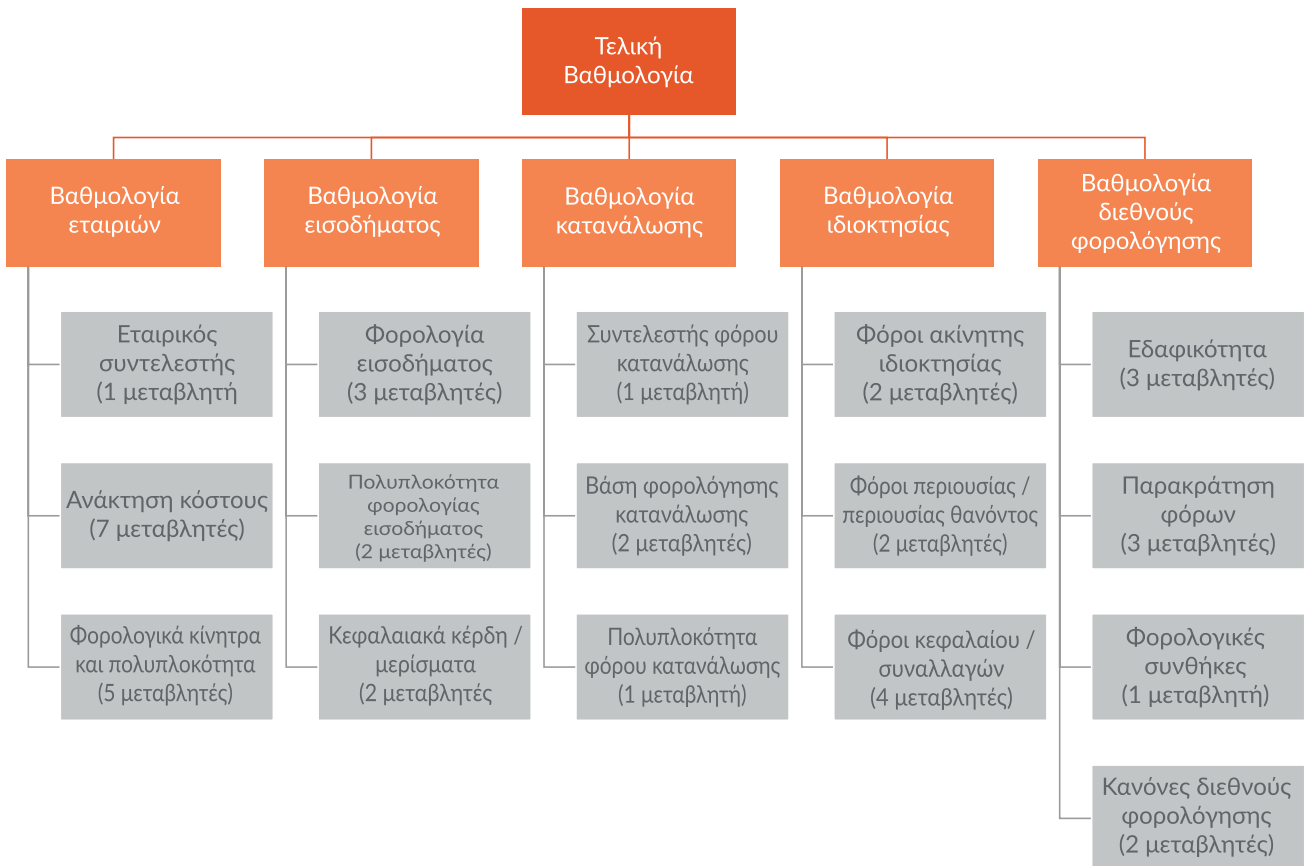 Τελική
Βαθμολογία
Βαθμολογία
εταιριών
Βαθμολογία
εισοδήματος
Βαθμολογία
κατανάλωσης
Βαθμολογία
ιδιοκτησίας
Βαθμολογία
διεθνούς
φορολόγησης
Εταιρικός
συντελεστής
(1 μεταβλητή
Ανάκτηση κόστους
(7 μεταβλητές)
Φορολογικά κίνητρα
και πολυπλοκότητα
(5 μεταβλητές)
Φορολογία
εισοδήματος
(3 μεταβλητές)
Πολυπλοκότητα
φορολογίας
εισοδήματος
(2 μεταβλητές)
Κεφαλαιακά κέρδη /
μερίσματα
(2 μεταβλητές
Συντελεστής φόρου
κατανάλωσης
(1 μεταβλητή)
Βάση φορολόγησης
κατανάλωσης
(2 μεταβλητές)
Πολυπλοκότητα
φόρου κατανάλωσης
(1 μεταβλητή)
Φόροι ακίνητης
ιδιοκτησίας
(2 μεταβλητές)
Φόροι περιουσίας /
περιουσίας θανόντος
(2 μεταβλητές)
Φόροι κεφαλαίου /
συναλλαγών
(4 μεταβλητές)
Εδαφικότητα
(3 μεταβλητές)
Παρακράτηση
φόρων
(3 μεταβλητές)
Φορολογικές
συνθήκες
(1 μεταβλητή)
Κανόνες διεθνούς
φορολόγησης
(2 μεταβλητές)